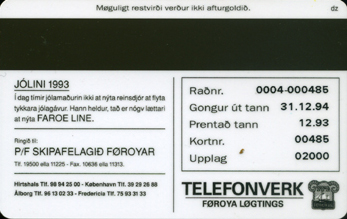 Møguligt restvirði verður ikki afturgoldið.
dz
JÓLINI 1993
Í dag tímir jólamaðurin ikki at nýta reinsdjór at flyta
tykkara jólagávur. Hann heldur, tað er nógv lættari
at nýta FAROE LINE.
Ringið til:
P/F SKIPAFELAGIÐ FØROYAR
Tlf. 19500 ella 11225 - Fax. 10636 ella 11313.
Hirtshals Tlf. 98 94 25 00 - København Tlf. 39 29 26 88
Álborg Tlf. 96 13 02 00 - Fredericia Tlf. 75 93 31 33
Raðnr. 0004-000485
Gongur út tann 31.12.94
Prentað tann 12.93
Kortnr. 00485
Upplag 02000
TELEFONVERK
FØROYA LØGTINGS